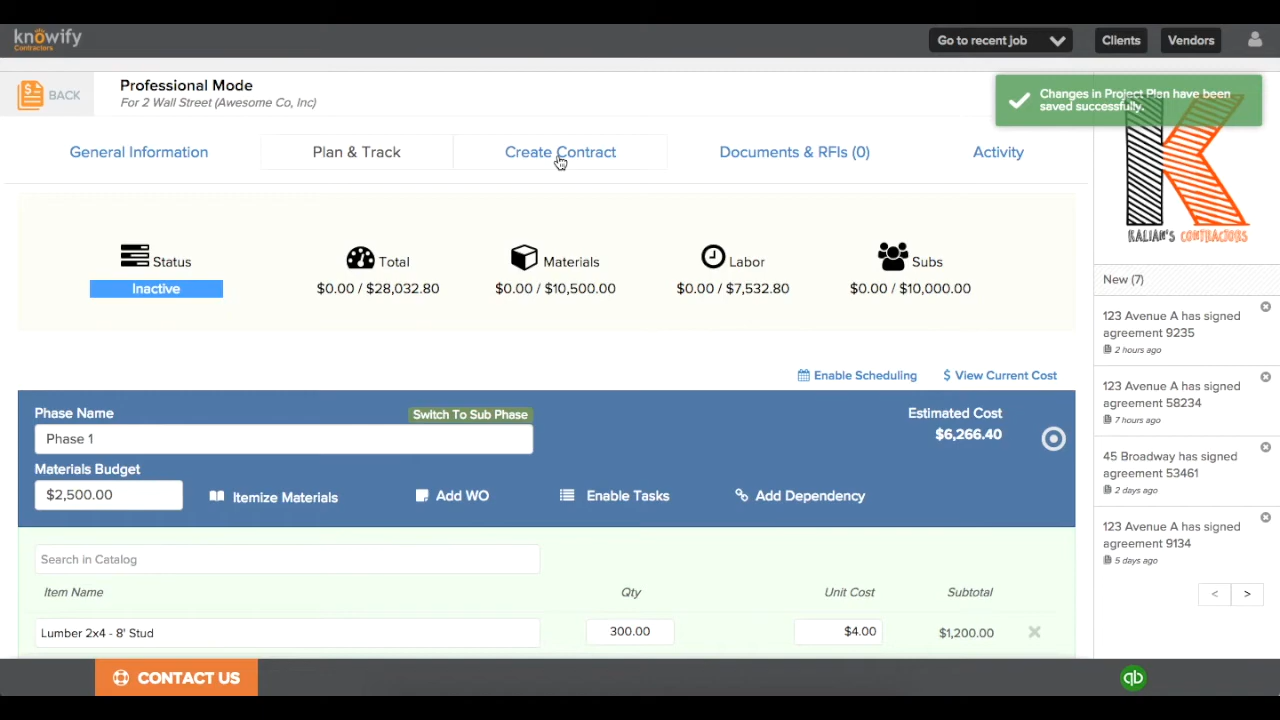 knowify
Contractors
Go to recent job
Clients
Vendors
BACK
Professional Mode
For 2 Wall Street (Awesome Co, Inc)
Changes in Project Plan have been
saved successfully.
General Information
Plan & Track
Create Contract
Documents & RFIs (0)
Activity
K
KALIAN'S CONTRACTORS
Status
Inactive
Total
$0.00 / $28,032.80
Materials
$0.00 / $10,500.00
Labor
$0.00 / $7,532.80
Subs
$0.00 / $10,000.00
New (7)
123 Avenue A has signed
agreement 9235
2 hours ago
123 Avenue A has signed
agreement 58234
7 hours ago
45 Broadway has signed
agreement 53461
2 days ago
123 Avenue A has signed
agreement 9134
5 days ago
< >
Enable Scheduling
$ View Current Cost
Phase Name
Switch To Sub Phase
Phase 1
Estimated Cost
$6,266.40
Materials Budget
$2,500.00
Itemize Materials
Add WO
Enable Tasks
Add Dependency
Search in Catalog
Item Name
Qty
Unit Cost
Subtotal
Lumber 2x4 - 8' Stud
300.00
$4.00
$1,200.00
CONTACT US
qb